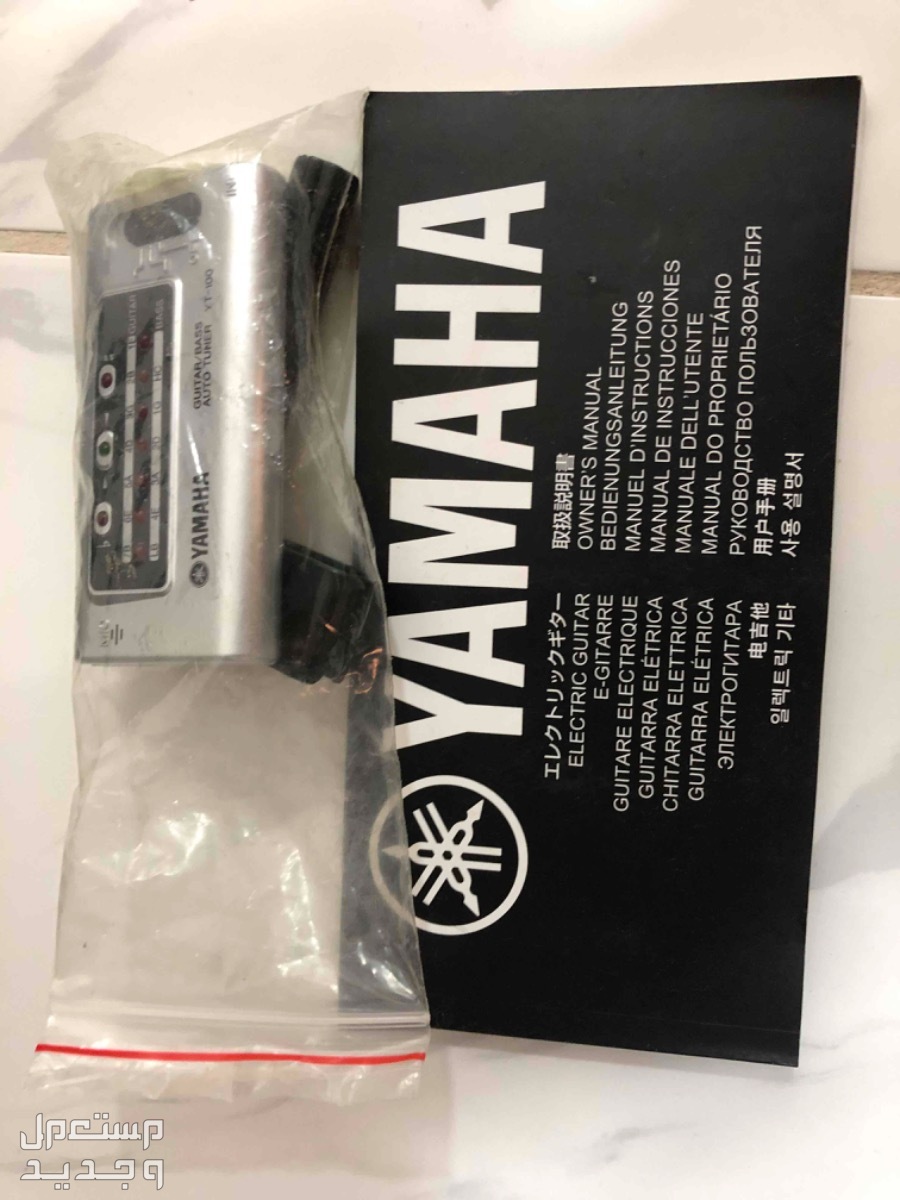 YAMAHA
エレクトリックギター 取扱説明書
ELECTRIC GUITAR OWNER'S MANUAL
E-GITARRE BEDIENUNGSANLEITUNG
GUITARE ELECTRIQUE MANUEL D'INSTRUCTIONS
GUITARRA ELÉTRICA MANUAL DE INSTRUCCIONES
CHITARRA ELETTRICA MANUALE DELL'UTENTE
GUITARRA ELÉTRICA MANUAL DO PROPRIETÁRIO
ЭЛЕКТРОГИТАРА РУКОВОДСТВО ПОЛЬЗОВАТЕЛЯ
电吉他 用户手册
일렉트릭 기타 사용 설명서
GUITAR
BASS
YAMAHA
GUITAR/BASS
AUTO TUNER YT-100
MIC
مستعمل
وجديد